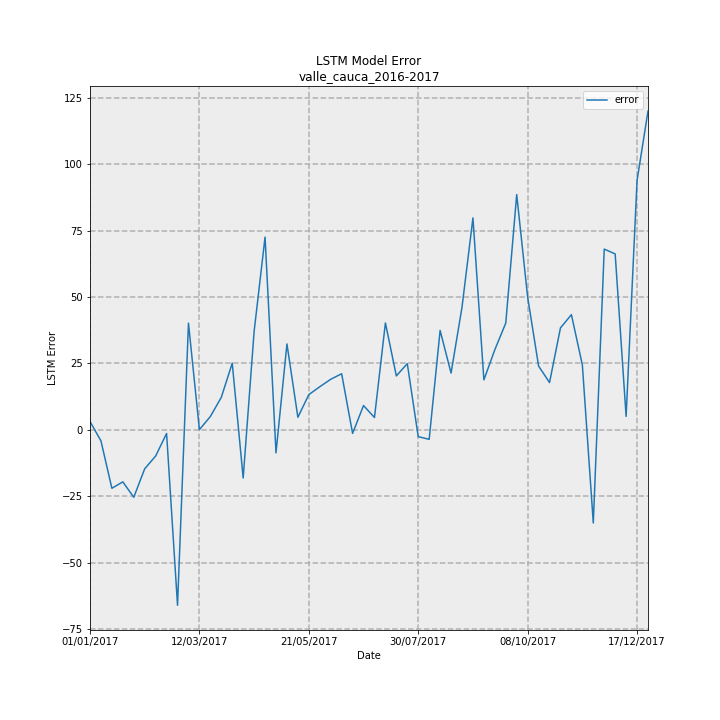 LSTM Model Error
valle_cauca_2016-2017
error
125
100
75
50
25
0
−25
−50
−75
LSTM Error
01/01/2017 12/03/2017 21/05/2017 30/07/2017 08/10/2017 17/12/2017
Date